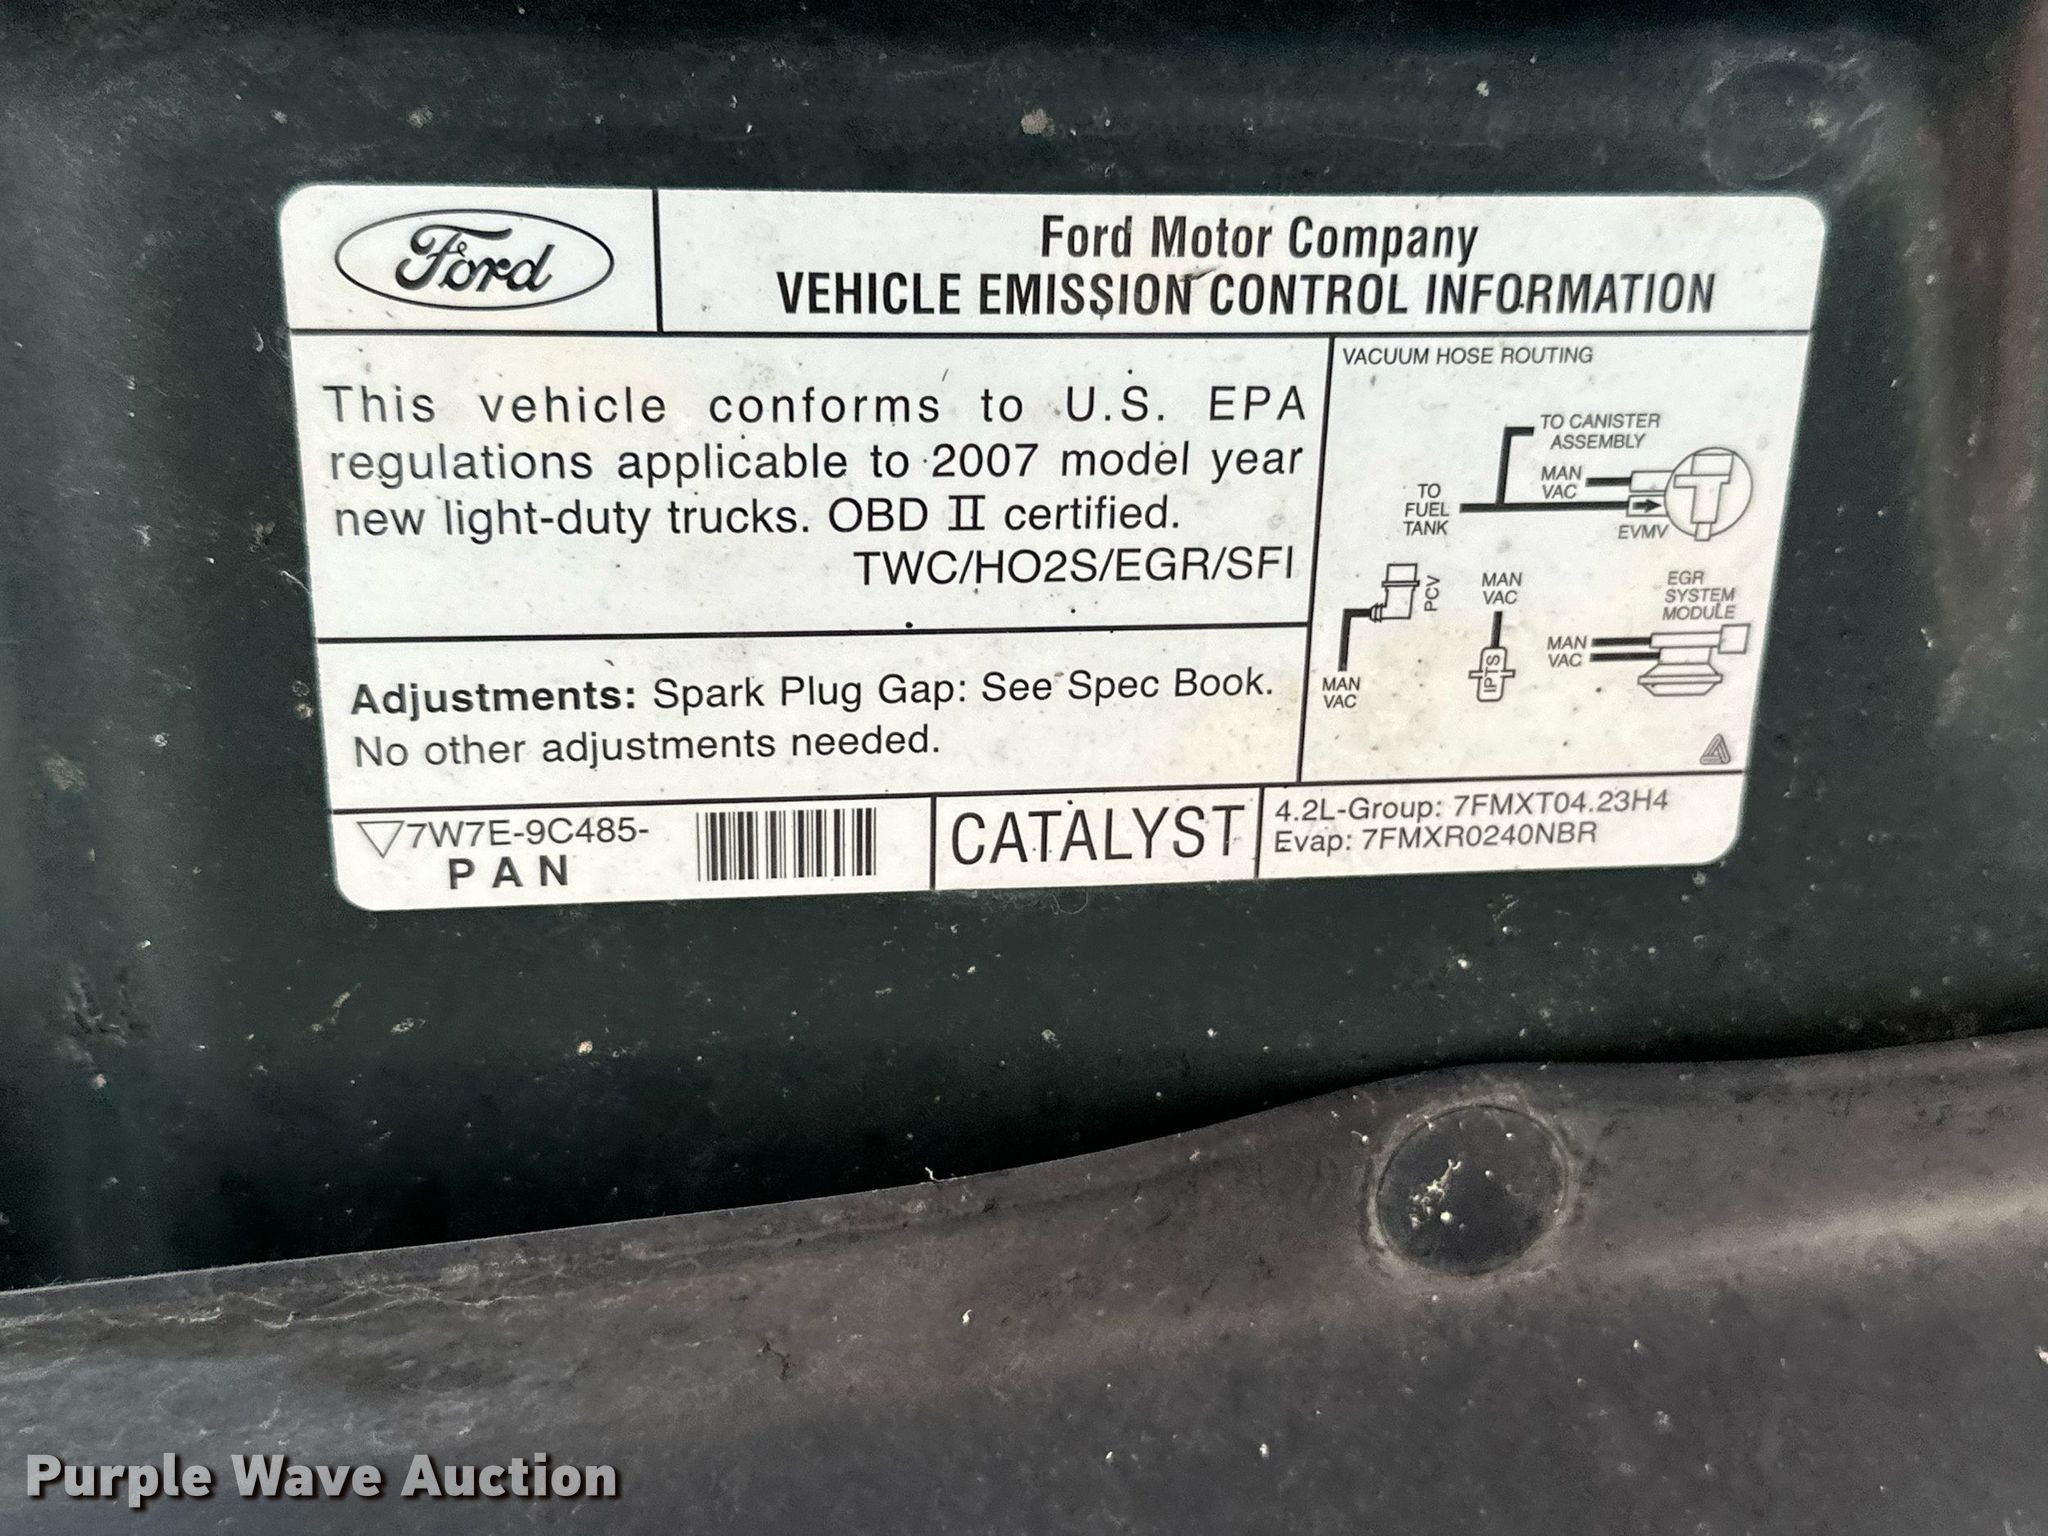 Ford
Ford Motor Company
VEHICLE EMISSION CONTROL INFORMATION
This vehicle conforms to U.S. EPA
regulations applicable to 2007 model year
new light-duty trucks. OBD II certified.
TWC/HO2S/EGR/SFI
Adjustments: Spark Plug Gap: See Spec Book.
No other adjustments needed.
VACUUM HOSE ROUTING
TO CANISTER
ASSEMBLY
MAN
VAC
TO
FUEL
TANK
EVMV
PCV
MAN
VAC
MAN
VAC
IPTS
EGR
SYSTEM
MODULE
MAN
VAC
7W7E-9C485-
PAN
CATALYST
4.2L-Group: 7FMXT04.23H4
Evap: 7FMXR0240NBR
Purple Wave Auction